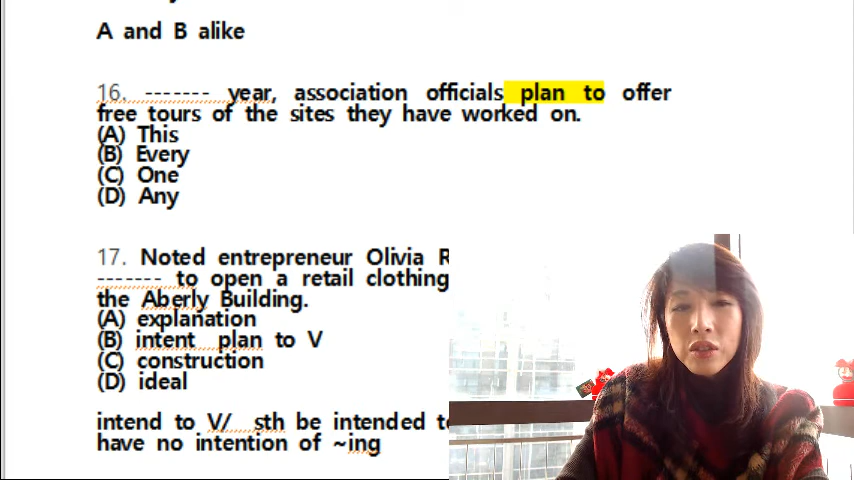 A and B alike
16. ------- year, association officials plan to offer
free tours of the sites they have worked on.
(A) This
(B) Every
(C) One
(D) Any
17. Noted entrepreneur Olivia
------- to open a retail clothing
the Aberly Building.
(A) explanation
(B) intent plan to V
(C) construction
(D) ideal
intend to V/ sth be intended
have no intention of ~ing